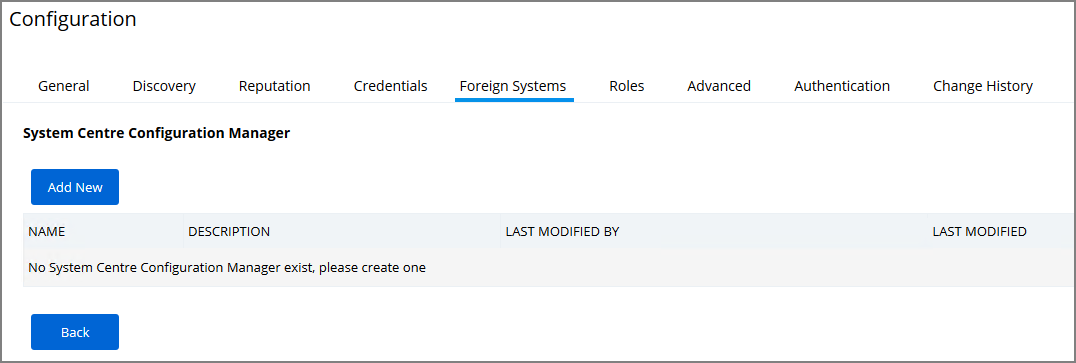 Configuration
General Discovery Reputation Credentials Foreign Systems Roles Advanced Authentication Change History
System Centre Configuration Manager
Add New
NAME DESCRIPTION LAST MODIFIED BY LAST MODIFIED
No System Centre Configuration Manager exist, please create one
Back